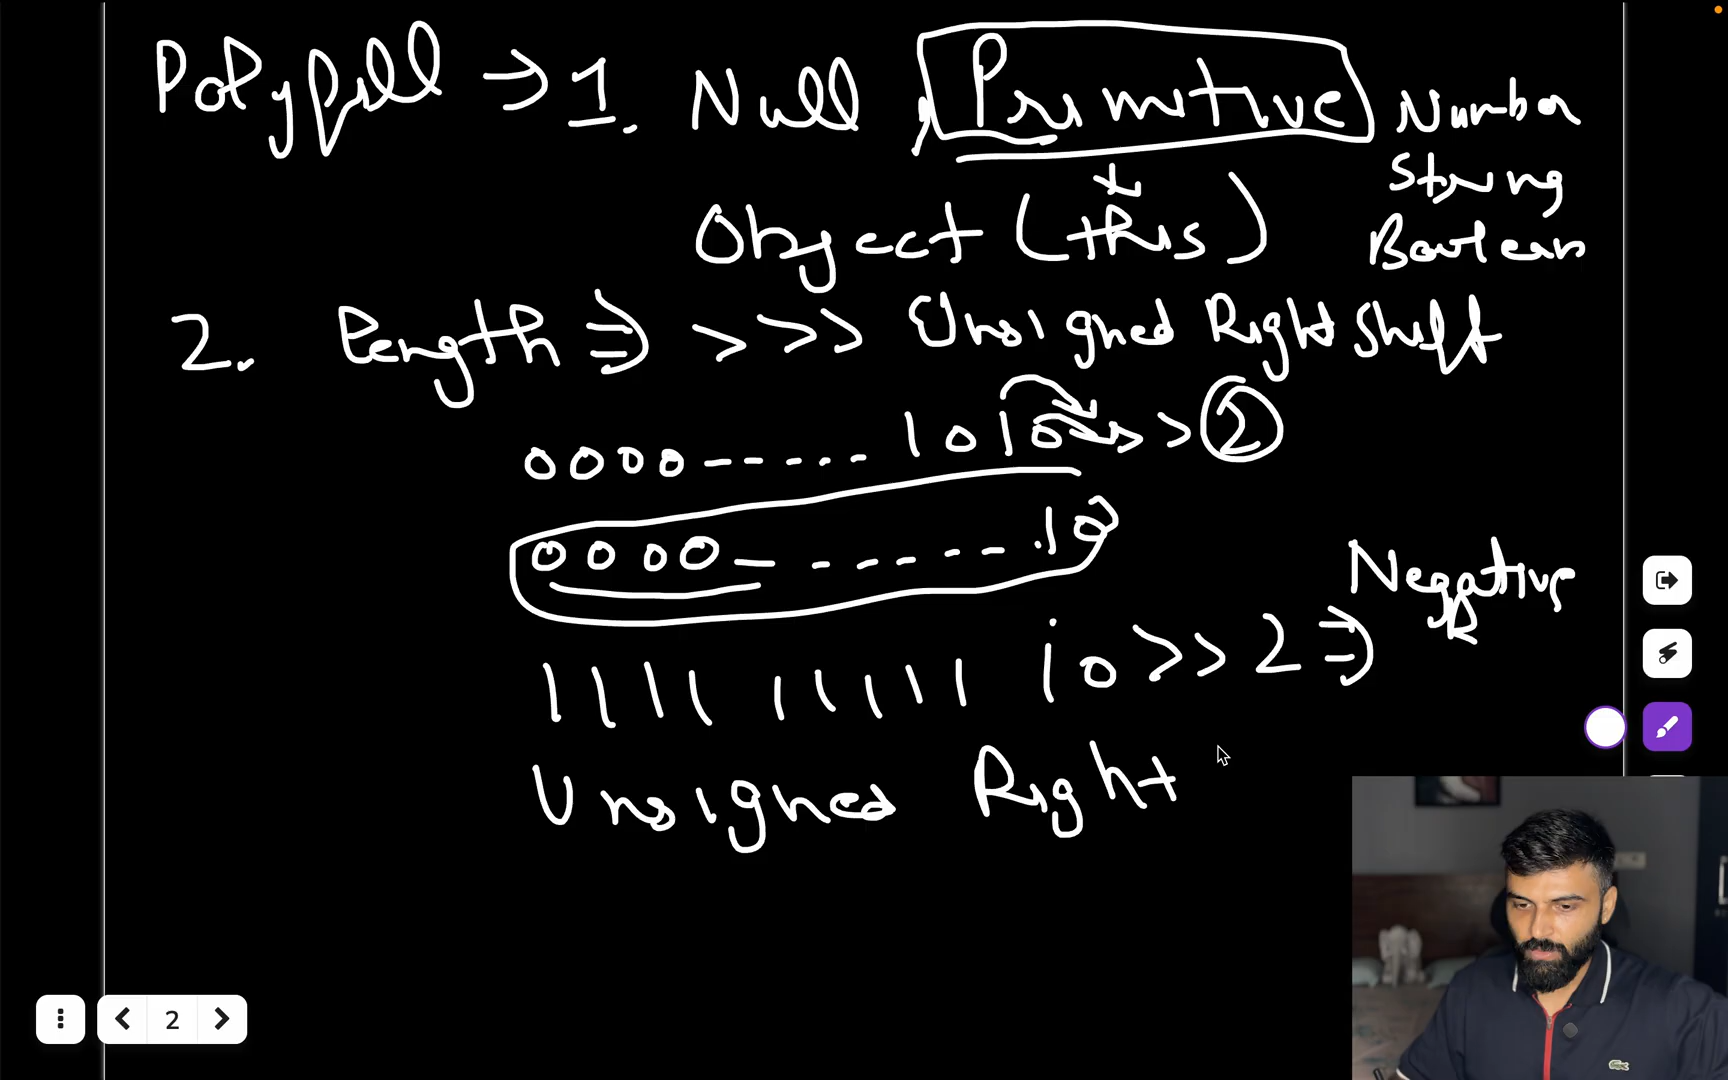 Polyfill => 1. Null, Primitive Number
String
Object (this) Boolean
2. length => >>> Unsigned Right Shift
0000----- 1010 >> 2
0000------- 10
Negative
1111 11111 10 >> 2 =>
Unsigned Right
2